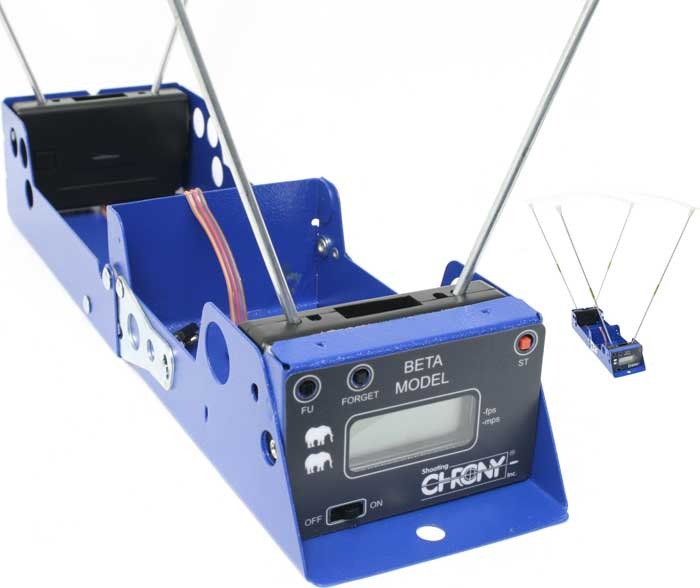 BETA
MODEL
FU
FORGET
ST
-fps
-mps
Shooting
CHRONY®
Inc.
OFF
ON